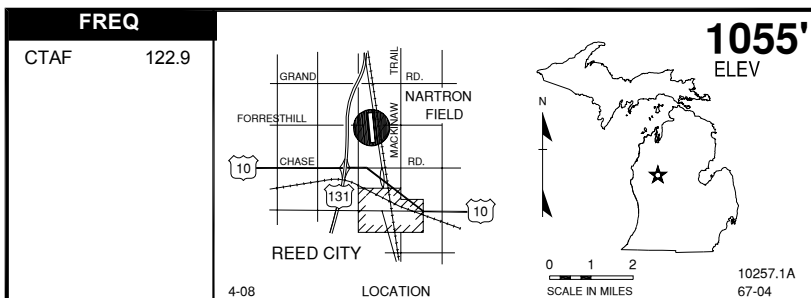 FREQ
CTAF 122.9
GRAND RD.
TRAIL
NARTRON
FIELD
FORRESTHILL
MACKINAW
10 CHASE RD.
131
10
REED CITY
4-08 LOCATION
1055'
ELEV
N
0 1 2
SCALE IN MILES
10257.1A
67-04